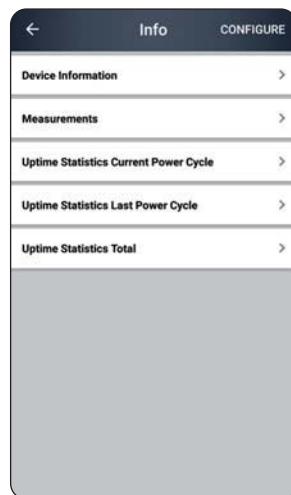 Info CONFIGURE
Device Information
Measurements
Uptime Statistics Current Power Cycle
Uptime Statistics Last Power Cycle
Uptime Statistics Total